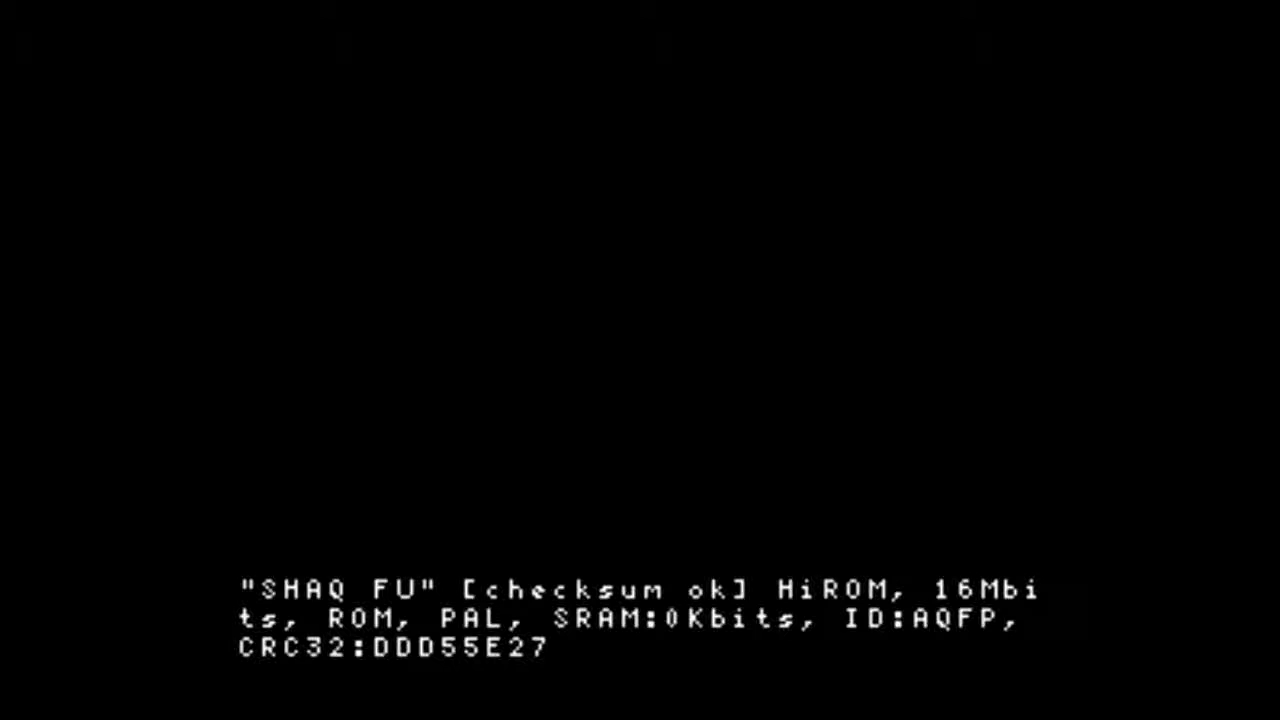 "SHAQ FU" [checksum ok] HiROM, 16Mbi
ts, ROM, PAL, SRAM:0Kbits, ID:AQFP,
CRC32:DDD55E27